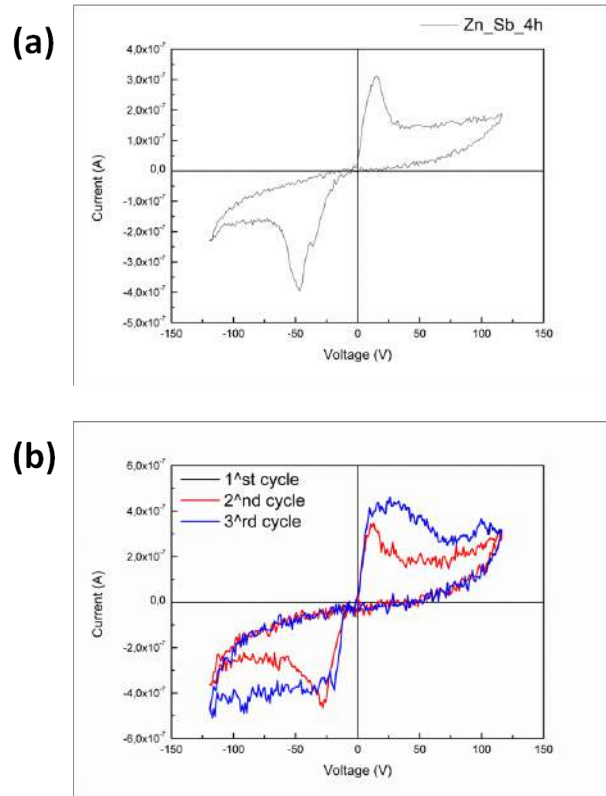 (a)
Zn_Sb_4h
4,0x10⁻⁷
3,0x10⁻⁷
2,0x10⁻⁷
1,0x10⁻⁷
0,0
-1,0x10⁻⁷
-2,0x10⁻⁷
-3,0x10⁻⁷
-4,0x10⁻⁷
-5,0x10⁻⁷
Current (A)
-150 -100 -50 0 50 100 150
Voltage (V)
(b)
1^st cycle
2^nd cycle
3^rd cycle
6,0x10⁻⁷
4,0x10⁻⁷
2,0x10⁻⁷
0,0
-2,0x10⁻⁷
-4,0x10⁻⁷
-6,0x10⁻⁷
Current (A)
-150 -100 -50 0 50 100 150
Voltage (V)